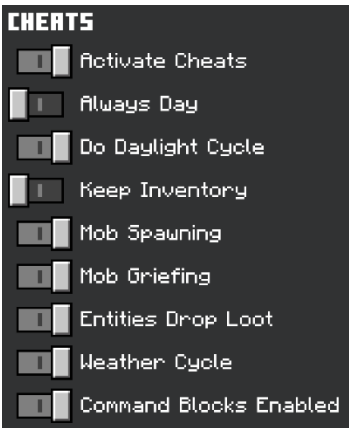 CHEATS
Activate Cheats
Always Day
Do Daylight Cycle
Keep Inventory
Mob Spawning
Mob Griefing
Entities Drop Loot
Weather Cycle
Command Blocks Enabled